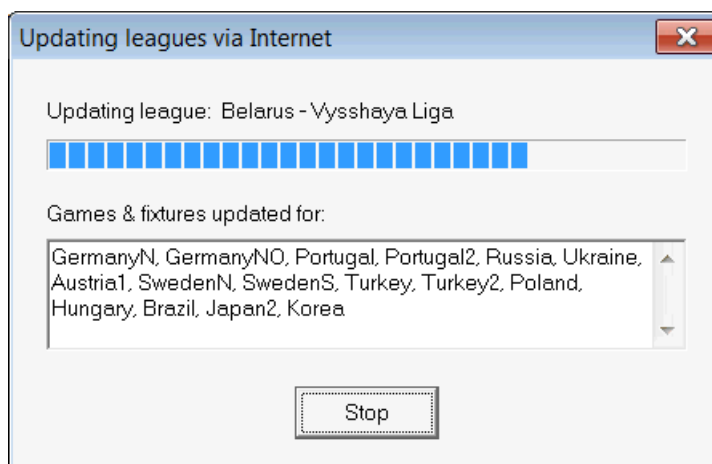 Updating leagues via Internet
Updating league: Belarus - Vysshaya Liga
Games & fixtures updated for:
GermanyN, GermanyNO, Portugal, Portugal2, Russia, Ukraine,
Austria1, SwedenN, SwedenS, Turkey, Turkey2, Poland,
Hungary, Brazil, Japan2, Korea
Stop